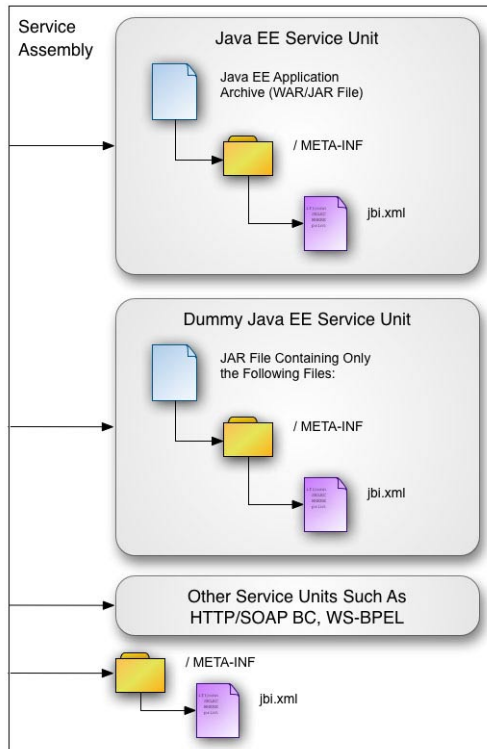 Service
Assembly
Java EE Service Unit
Java EE Application
Archive (WAR/JAR File)
/ META-INF
jbi.xml
Dummy Java EE Service Unit
JAR File Containing Only
the Following Files:
/ META-INF
jbi.xml
Other Service Units Such As
HTTP/SOAP BC, WS-BPEL
/ META-INF
jbi.xml